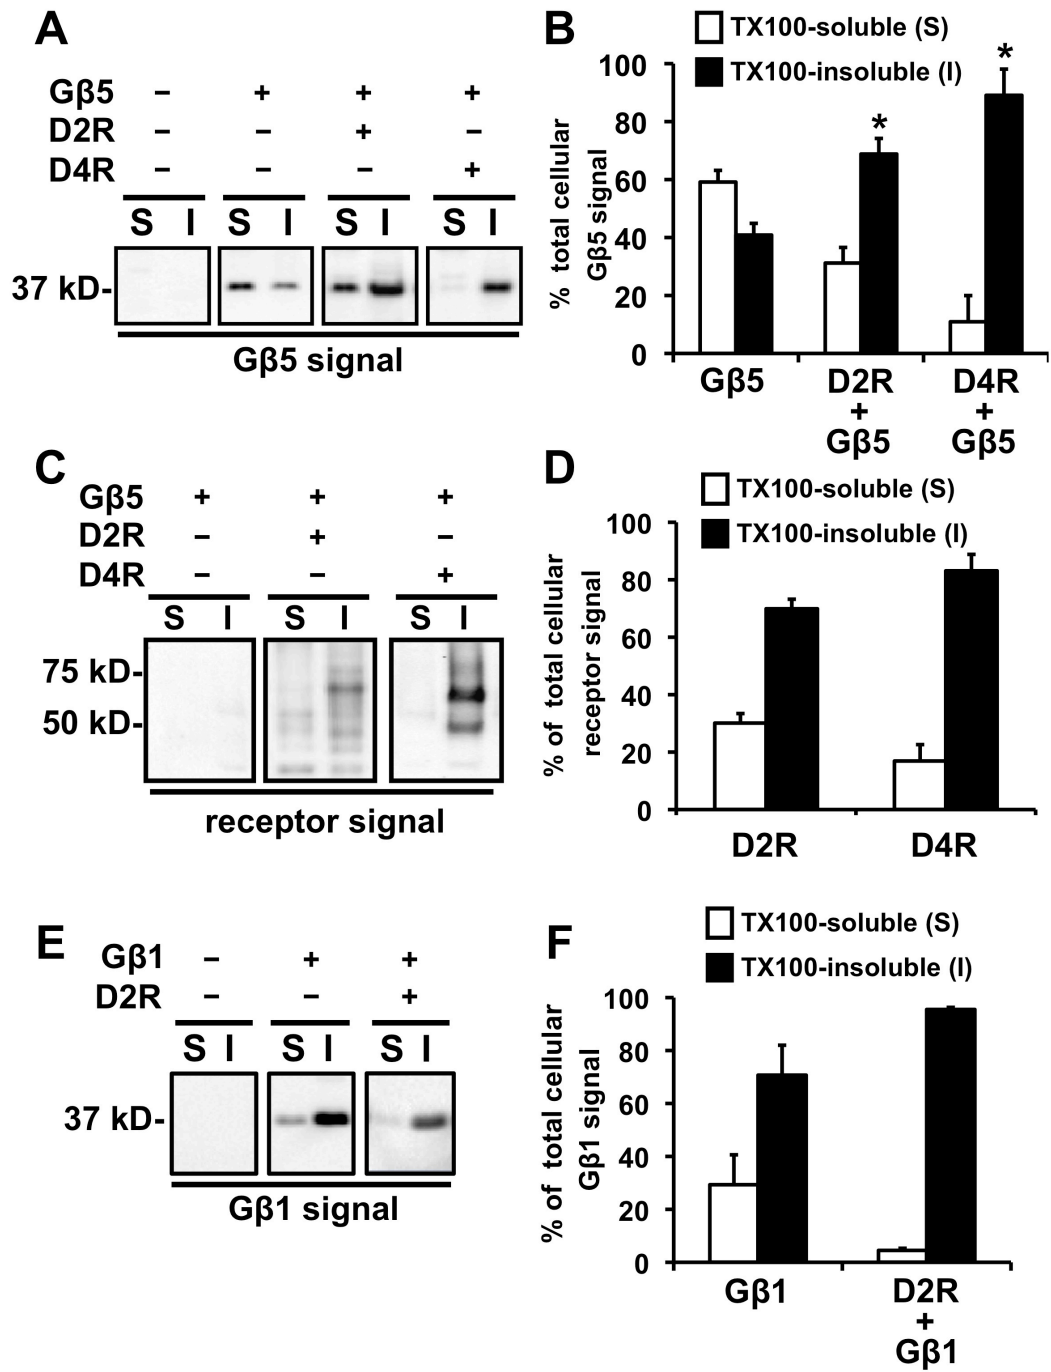 A
Gβ5 – + + +
D2R – – + –
D4R – – – +
S I S I S I S I
37 kD-
Gβ5 signal
B
TX100-soluble (S)
TX100-insoluble (I)
% total cellular
Gβ5 signal
100
80
60
40
20
0
*
*
Gβ5
D2R
+
Gβ5
D4R
+
Gβ5
C
Gβ5 + + +
D2R – + –
D4R – – +
S I S I S I
75 kD-
50 kD-
receptor signal
D
TX100-soluble (S)
TX100-insoluble (I)
% of total cellular
receptor signal
100
80
60
40
20
0
D2R
D4R
E
Gβ1 – + +
D2R – – +
S I S I S I
37 kD-
Gβ1 signal
F
TX100-soluble (S)
TX100-insoluble (I)
% of total cellular
Gβ1 signal
100
80
60
40
20
0
Gβ1
D2R
+
Gβ1